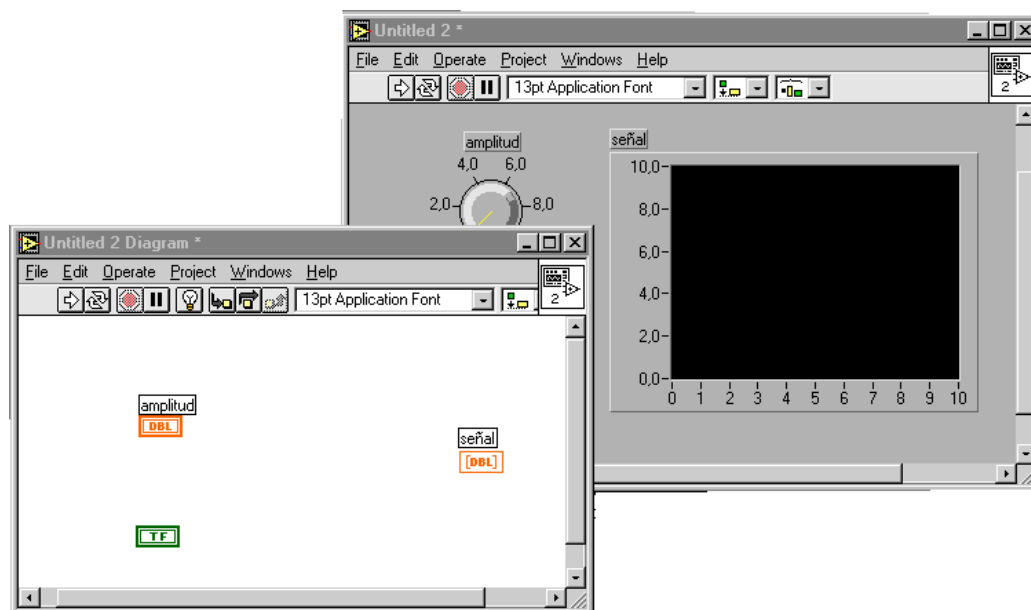 Untitled 2 *
File Edit Operate Project Windows Help
13pt Application Font
2
amplitud
4,0 6,0
2,0 8,0
señal
10,0
8,0
6,0
4,0
2,0
0,0
0 1 2 3 4 5 6 7 8 9 10
Untitled 2 Diagram *
File Edit Operate Project Windows Help
13pt Application Font
2
amplitud
DBL
señal
[DBL]
TF